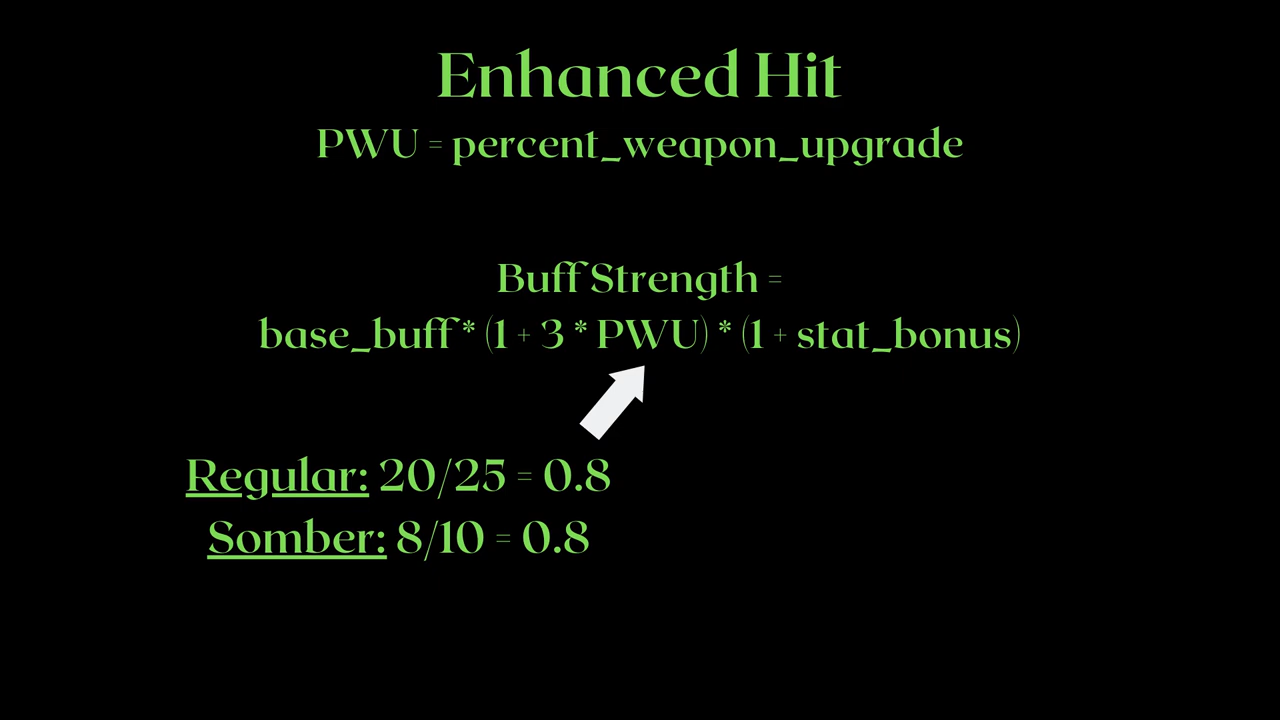 Enhanced Hit
PWU = percent_weapon_upgrade
Buff Strength =
base_buff * (1 + 3 * PWU) * (1 + stat_bonus)
Regular: 20/25 = 0.8
Somber: 8/10 = 0.8